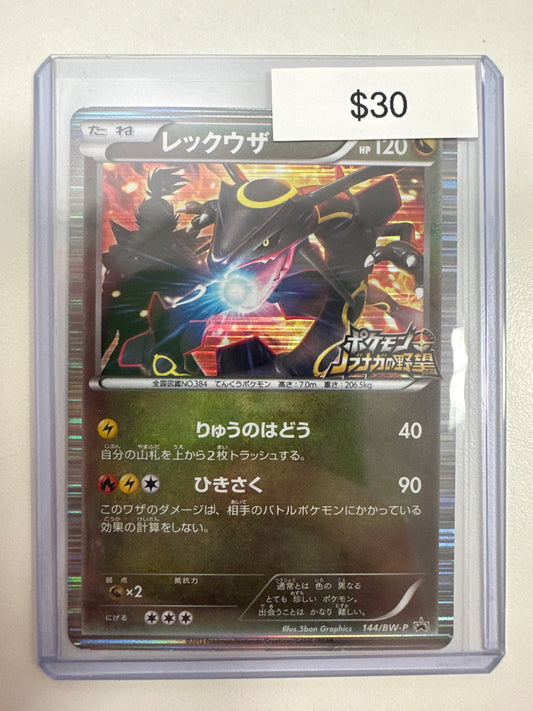 $30
たね
レックウザ
HP 120
ポケモン+
ノブナガの野望
全国図鑑NO.384 てんくうポケモン 高さ：7.0m 重さ：206.5kg
りゅうのはどう 40
自分の山札を上から2枚トラッシュする。
ひきさく 90
このワザのダメージは、相手のバトルポケモンにかかっている
効果の計算をしない。
弱点 抵抗力
×2
にげる
通常とは 色の 異なる
とても 珍しい ポケモン。
出会うことは かなり 難しい。
Illus. 5ban Graphics 144/BW-P
©2012 Pokémon/Nintendo/Creatures/GAME FREAK